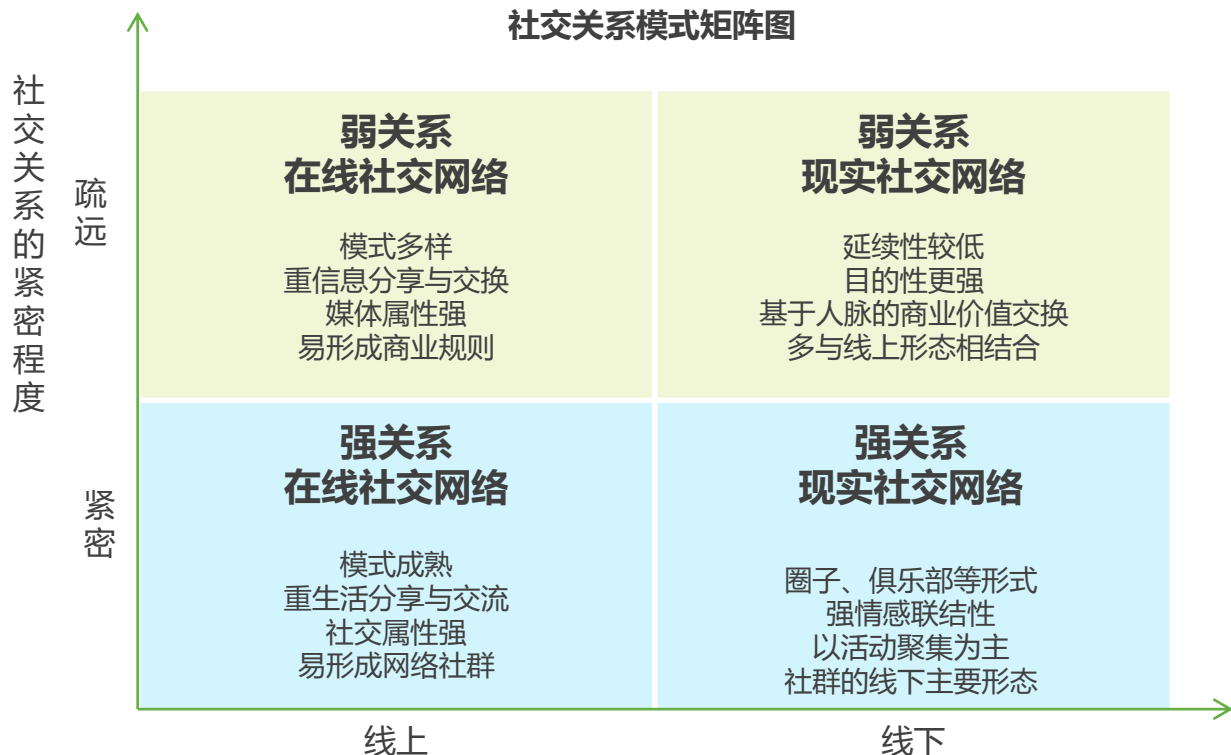 社交关系模式矩阵图
社交关系的紧密程度
疏远
弱关系
在线社交网络
模式多样
重信息分享与交换
媒体属性强
易形成商业规则
弱关系
现实社交网络
延续性较低
目的性更强
基于人脉的商业价值交换
多与线上形态相结合
紧密
强关系
在线社交网络
模式成熟
重生活分享与交流
社交属性强
易形成网络社群
强关系
现实社交网络
圈子、俱乐部等形式
强情感联结性
以活动聚集为主
社群的线下主要形态
线上
线下